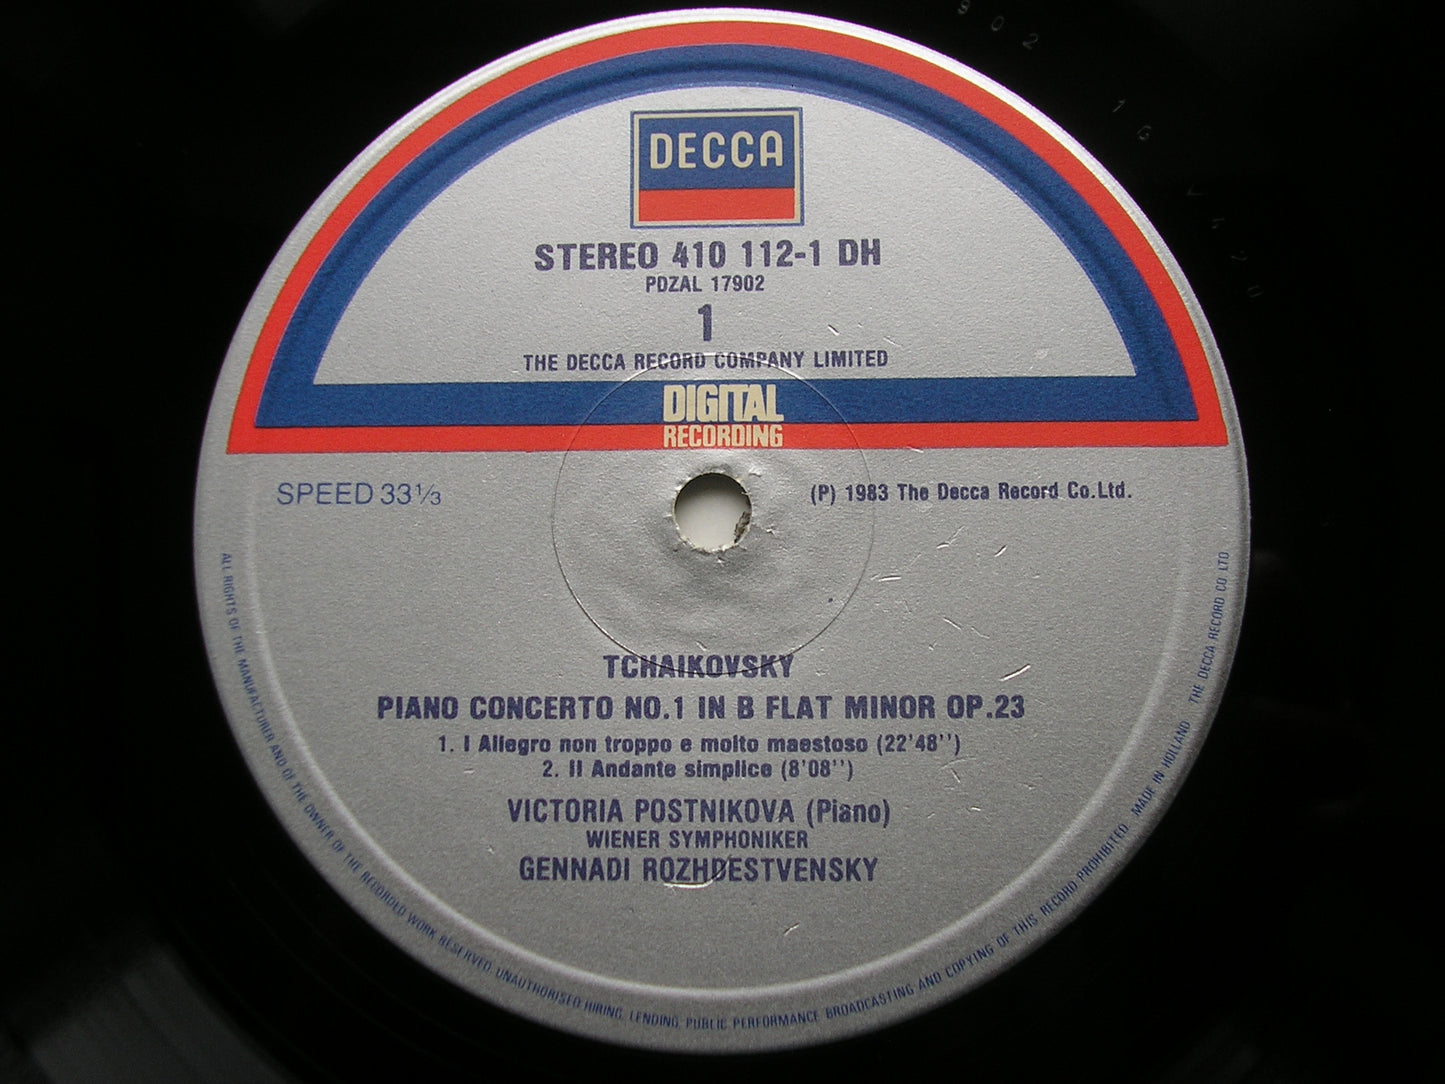 DECCA
STEREO 410 112-1 DH
PDZAL 17902
1
THE DECCA RECORD COMPANY LIMITED
DIGITAL
RECORDING
SPEED 33⅓
(P) 1983 The Decca Record Co.Ltd.
TCHAIKOVSKY
PIANO CONCERTO NO.1 IN B FLAT MINOR OP.23
1. I Allegro non troppo e molto maestoso (22'48'')
2. II Andante simplice (8'08'')
VICTORIA POSTNIKOVA (Piano)
WIENER SYMPHONIKER
GENNADI ROZHDESTVENSKY
ALL RIGHTS OF THE MANUFACTURER AND OF THE OWNER OF THE RECORDED WORK RESERVED. UNAUTHORISED HIRING, LENDING, PUBLIC PERFORMANCE BROADCASTING AND COPYING OF THIS RECORD PROHIBITED MADE IN HOLLAND THE DECCA RECORD CO LTD